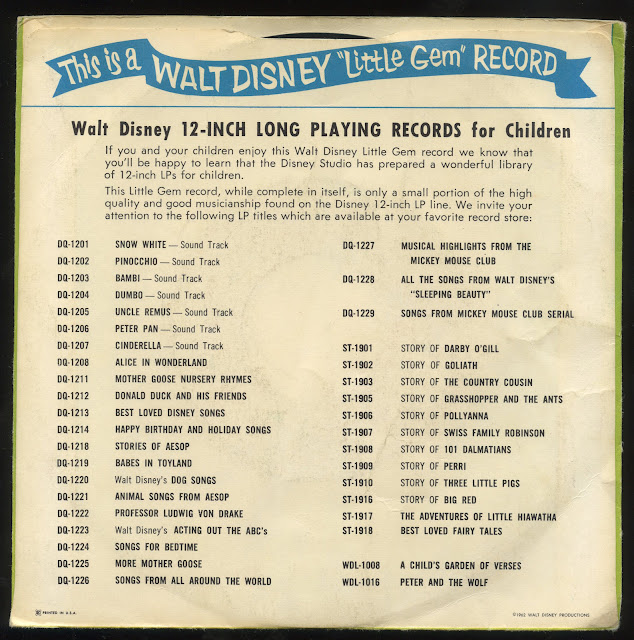 This is a WALT DISNEY "Little Gem" RECORD
Walt Disney 12-INCH LONG PLAYING RECORDS for Children
If you and your children enjoy this Walt Disney Little Gem record we know that
you'll be happy to learn that the Disney Studio has prepared a wonderful library
of 12-inch LPs for children.
This Little Gem record, while complete in itself, is only a small portion of the high
quality and good musicianship found on the Disney 12-inch LP line. We invite your
attention to the following LP titles which are available at your favorite record store:
DQ-1201 SNOW WHITE — Sound Track
DQ-1202 PINOCCHIO — Sound Track
DQ-1203 BAMBI — Sound Track
DQ-1204 DUMBO — Sound Track
DQ-1205 UNCLE REMUS — Sound Track
DQ-1206 PETER PAN — Sound Track
DQ-1207 CINDERELLA — Sound Track
DQ-1208 ALICE IN WONDERLAND
DQ-1211 MOTHER GOOSE NURSERY RHYMES
DQ-1212 DONALD DUCK AND HIS FRIENDS
DQ-1213 BEST LOVED DISNEY SONGS
DQ-1214 HAPPY BIRTHDAY AND HOLIDAY SONGS
DQ-1218 STORIES OF AESOP
DQ-1219 BABES IN TOYLAND
DQ-1220 Walt Disney's DOG SONGS
DQ-1221 ANIMAL SONGS FROM AESOP
DQ-1222 PROFESSOR LUDWIG VON DRAKE
DQ-1223 Walt Disney's ACTING OUT THE ABC's
DQ-1224 SONGS FOR BEDTIME
DQ-1225 MORE MOTHER GOOSE
DQ-1226 SONGS FROM ALL AROUND THE WORLD
DQ-1227 MUSICAL HIGHLIGHTS FROM THE
MICKEY MOUSE CLUB
DQ-1228 ALL THE SONGS FROM WALT DISNEY'S
"SLEEPING BEAUTY"
DQ-1229 SONGS FROM MICKEY MOUSE CLUB SERIAL
ST-1901 STORY OF DARBY O'GILL
ST-1902 STORY OF GOLIATH
ST-1903 STORY OF THE COUNTRY COUSIN
ST-1905 STORY OF GRASSHOPPER AND THE ANTS
ST-1906 STORY OF POLLYANNA
ST-1907 STORY OF SWISS FAMILY ROBINSON
ST-1908 STORY OF 101 DALMATIANS
ST-1909 STORY OF PERRI
ST-1910 STORY OF THREE LITTLE PIGS
ST-1916 STORY OF BIG RED
ST-1917 THE ADVENTURES OF LITTLE HIAWATHA
ST-1918 BEST LOVED FAIRY TALES
WDL-1008 A CHILD'S GARDEN OF VERSES
WDL-1016 PETER AND THE WOLF
PRINTED IN U.S.A.
©1962 WALT DISNEY PRODUCTIONS